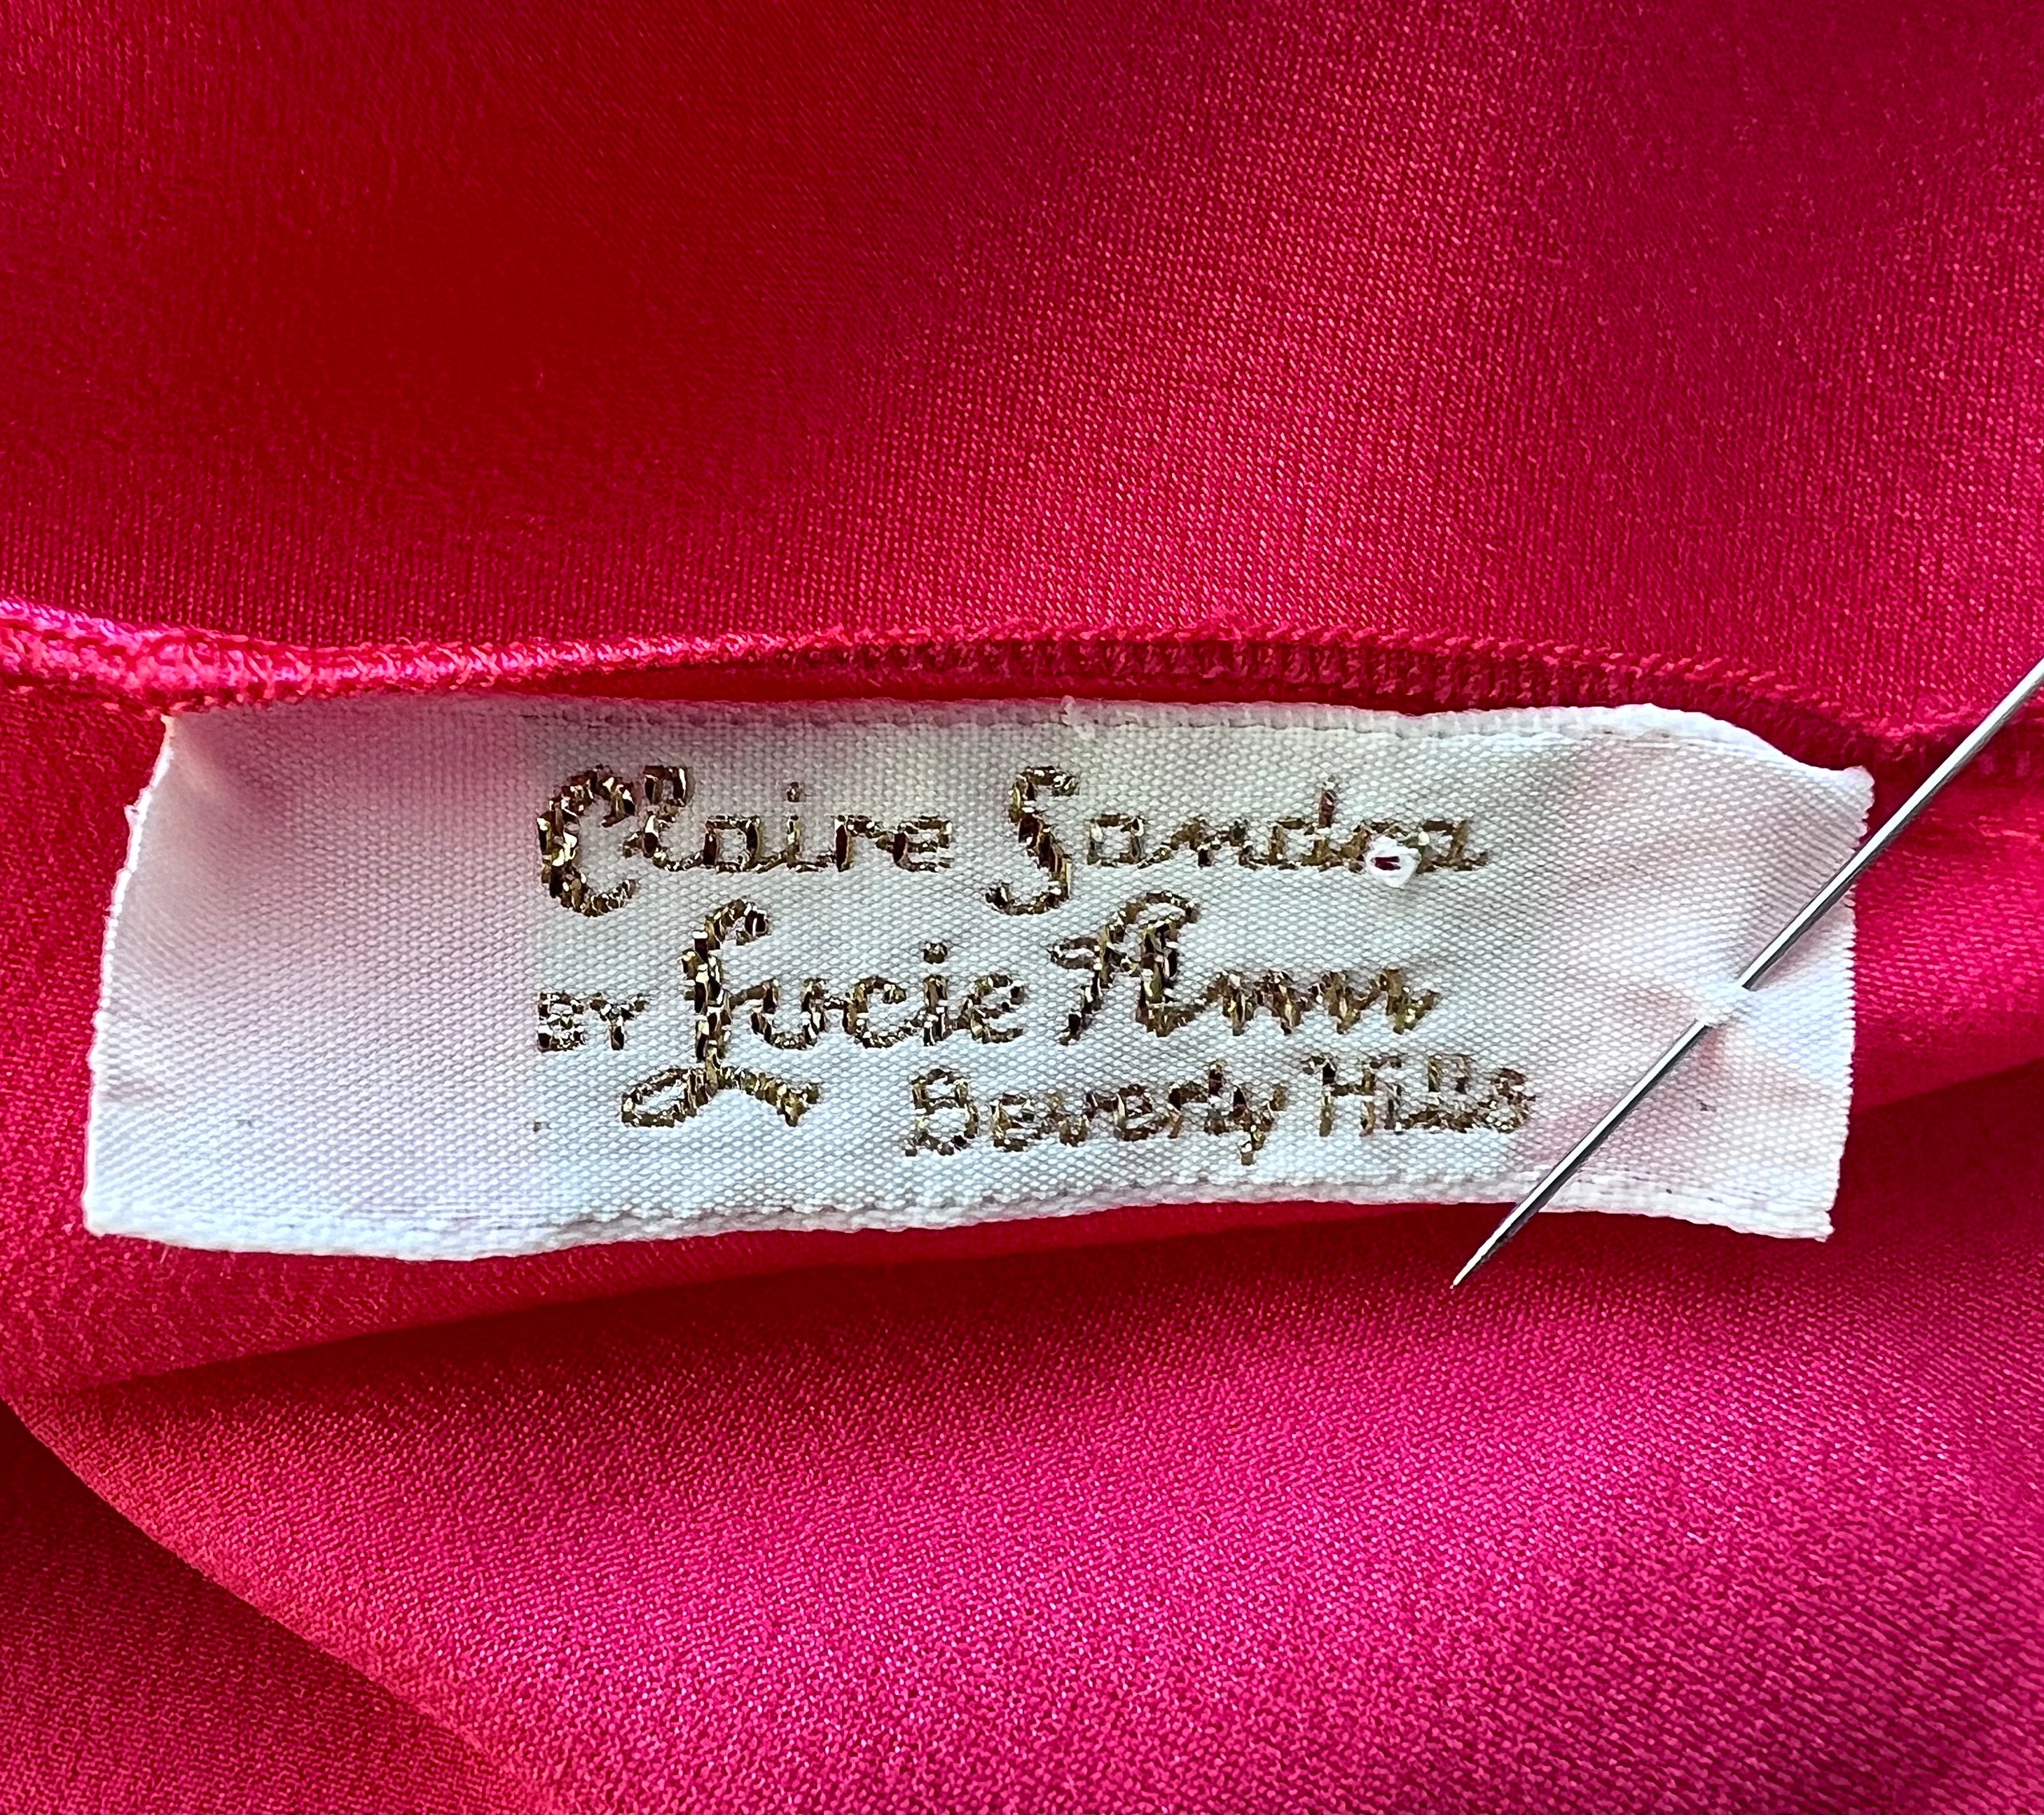 Claire Sandra
BY Lucie Ann
Beverly Hills